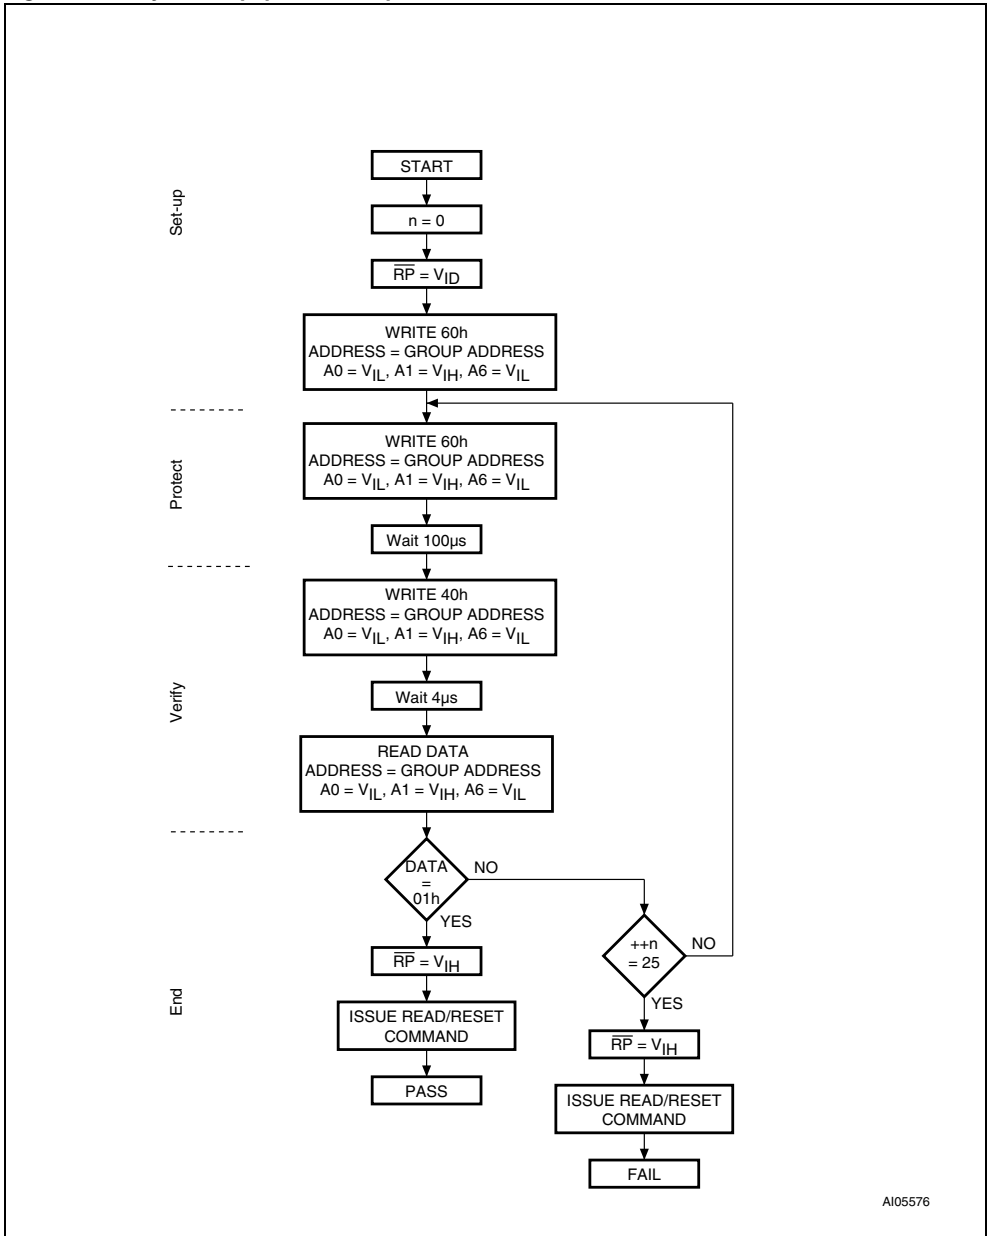 Set-up
START
n = 0
R̅P̅ = VID
WRITE 60h
ADDRESS = GROUP ADDRESS
A0 = VIL, A1 = VIH, A6 = VIL
Protect
WRITE 60h
ADDRESS = GROUP ADDRESS
A0 = VIL, A1 = VIH, A6 = VIL
Wait 100µs
Verify
WRITE 40h
ADDRESS = GROUP ADDRESS
A0 = VIL, A1 = VIH, A6 = VIL
Wait 4µs
READ DATA
ADDRESS = GROUP ADDRESS
A0 = VIL, A1 = VIH, A6 = VIL
End
DATA
=
01h
NO
YES
R̅P̅ = VIH
ISSUE READ/RESET
COMMAND
PASS
++n
= 25
NO
YES
R̅P̅ = VIH
ISSUE READ/RESET
COMMAND
FAIL
AI05576